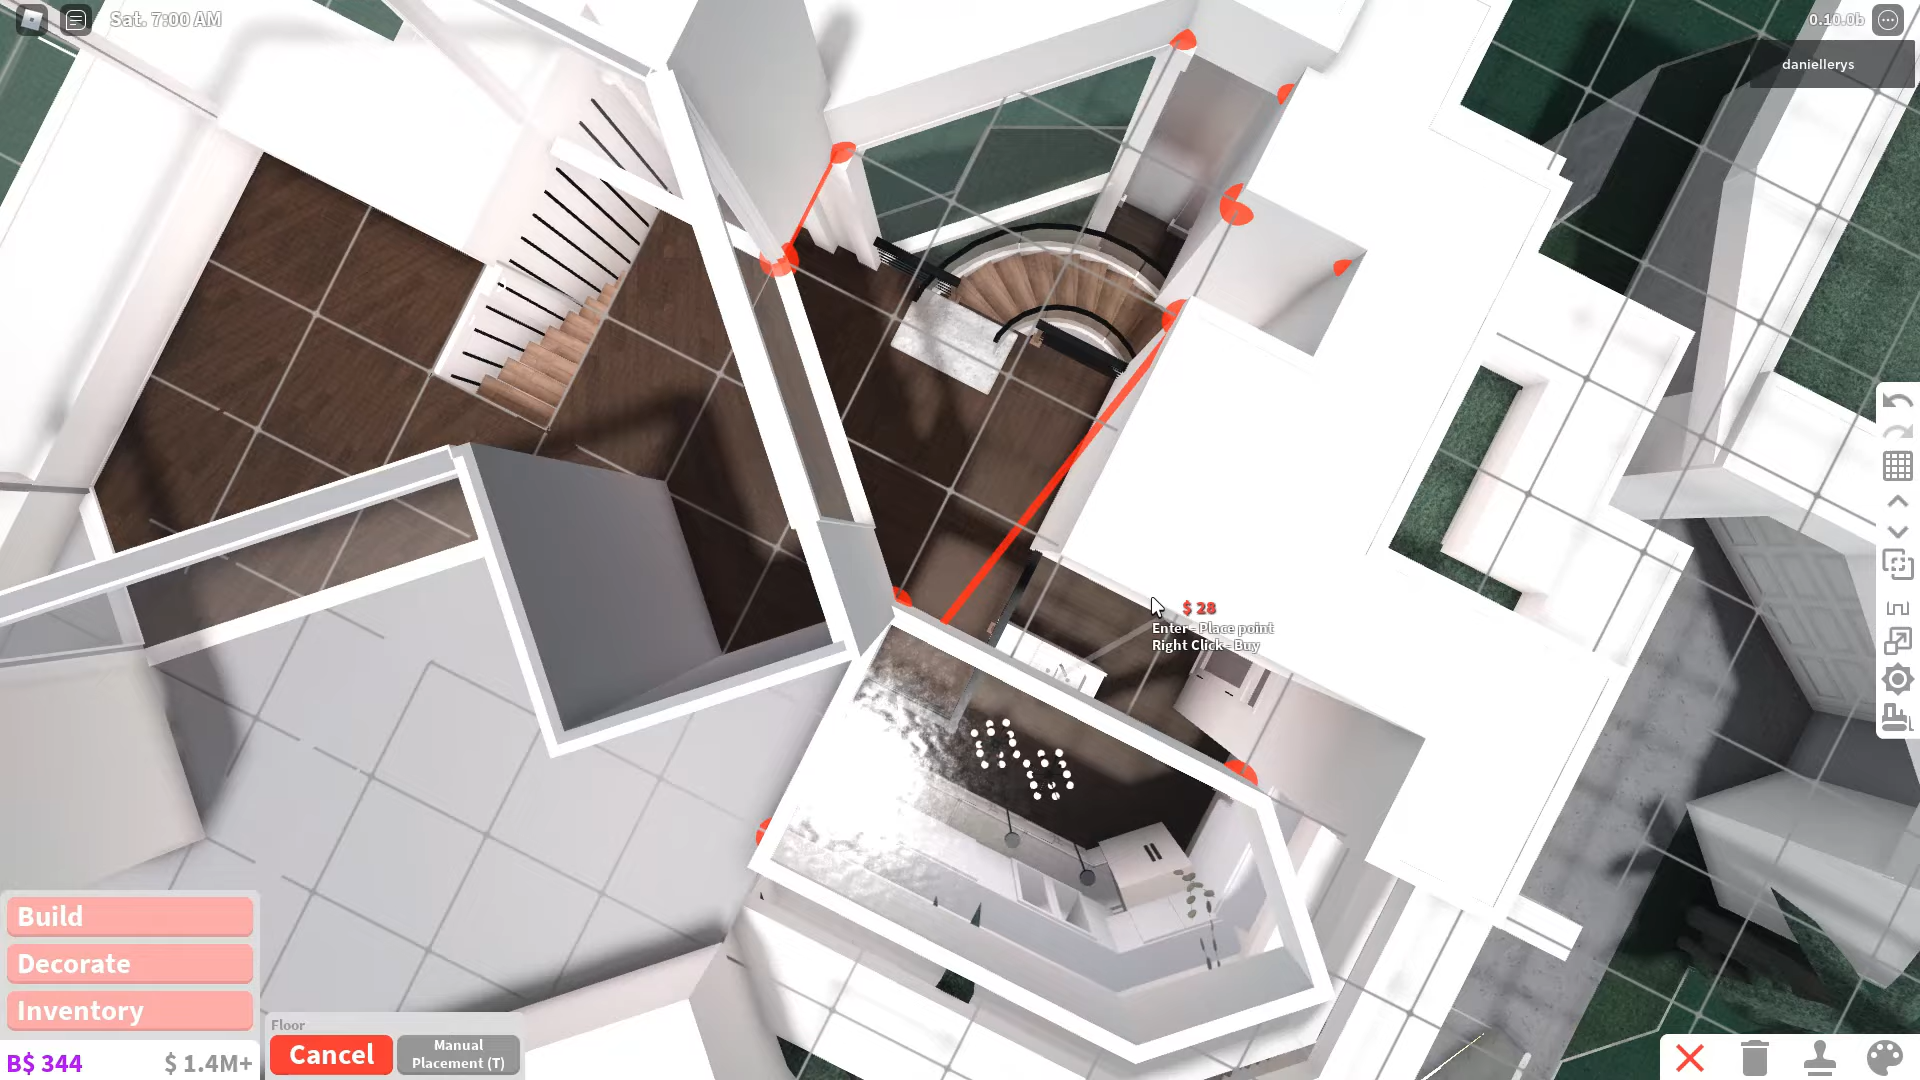 Sat. 7:00 AM
0.10.0b
daniellerys
$ 28
Enter - Place point
Right Click - Buy
Build
Decorate
Inventory
B$ 344
$ 1.4M+
Floor
Cancel
Manual
Placement (T)